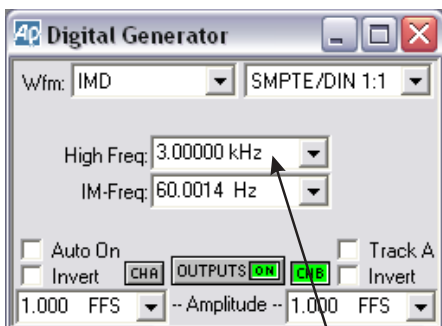 Ap Digital Generator
Wfm: IMD SMPTE/DIN 1:1
High Freq: 3.00000 kHz
IM-Freq: 60.0014 Hz
Auto On Track A
Invert CHA OUTPUTS ON CHB Invert
1.000 FFS -- Amplitude -- 1.000 FFS